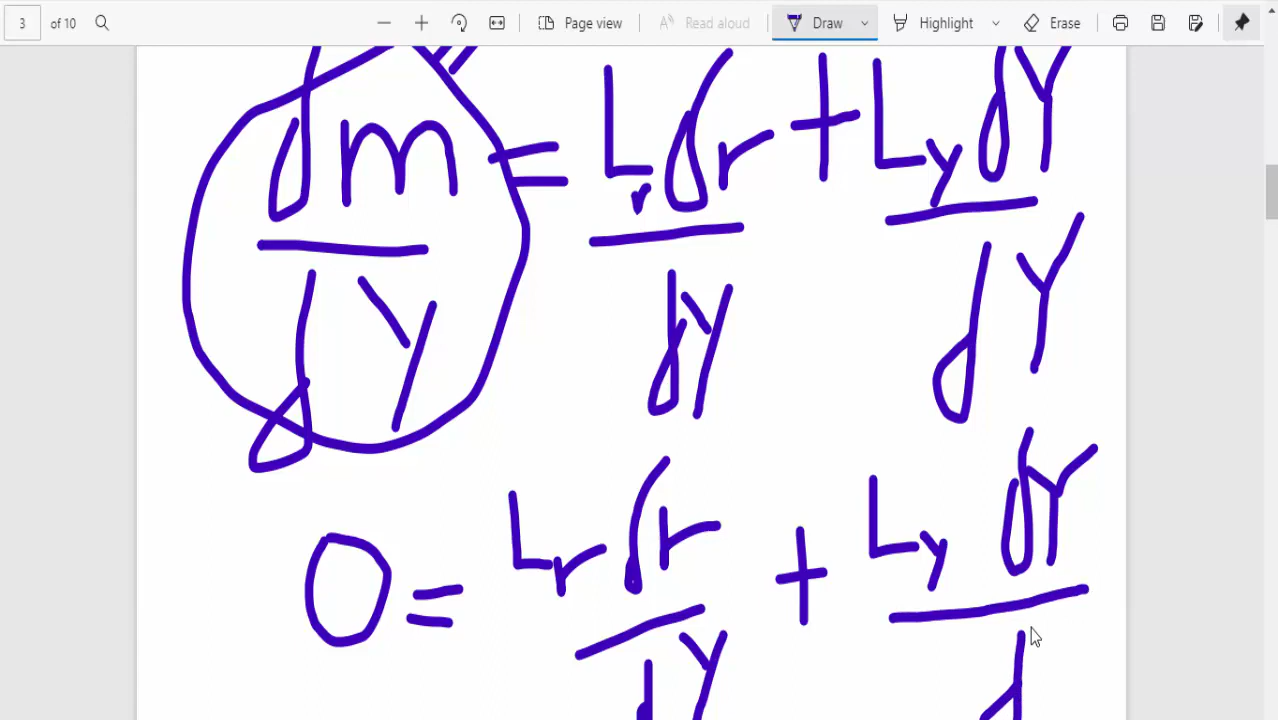 3 of 10 Page view Read aloud Draw Highlight Erase
dm = Lr dr + Ly dY
dY dY dY
0 = Lr dr + Ly dY
dY d